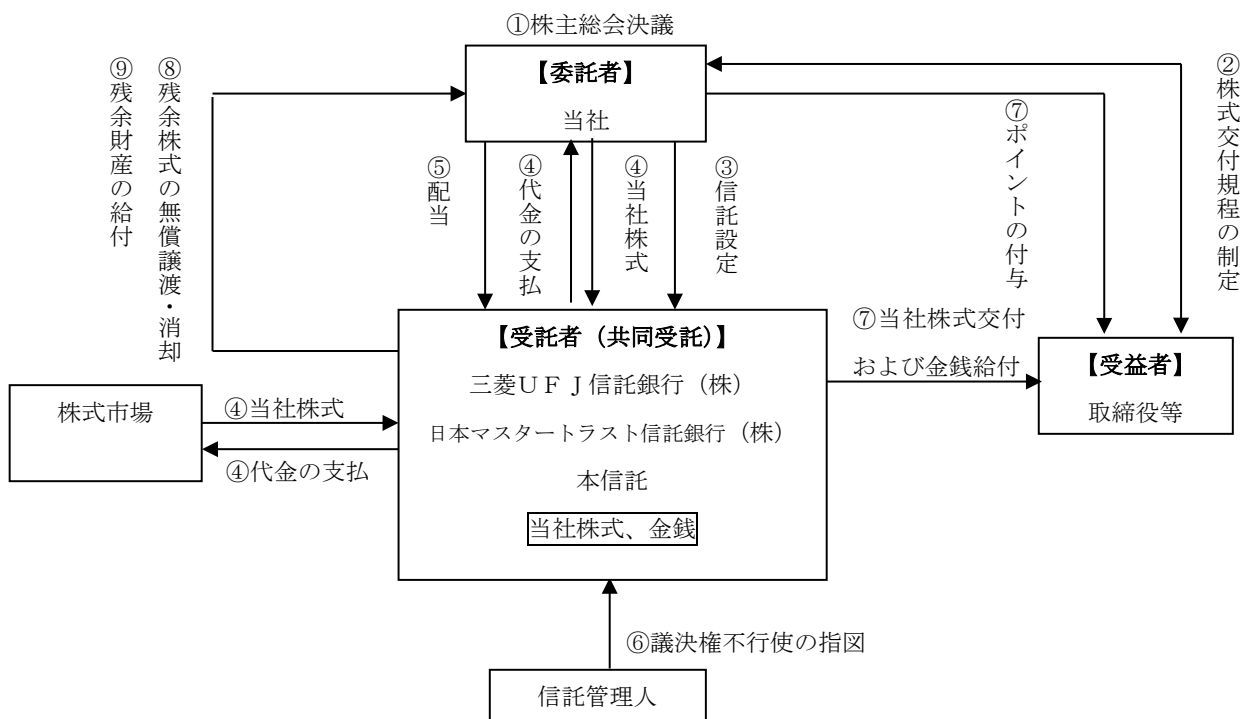 ①株主総会決議
【委託者】
当社
⑨残余財産の給付
⑧残余株式の無償譲渡・消却
⑤配当
④代金の支払
④当社株式
③信託設定
⑦ポイントの付与
②株式交付規程の制定
【受託者（共同受託）】
三菱ＵＦＪ信託銀行（株）
日本マスタートラスト信託銀行（株）
本信託
当社株式、金銭
⑦当社株式交付
および金銭給付
【受益者】
取締役等
株式市場
④当社株式
④代金の支払
⑥議決権不行使の指図
信託管理人